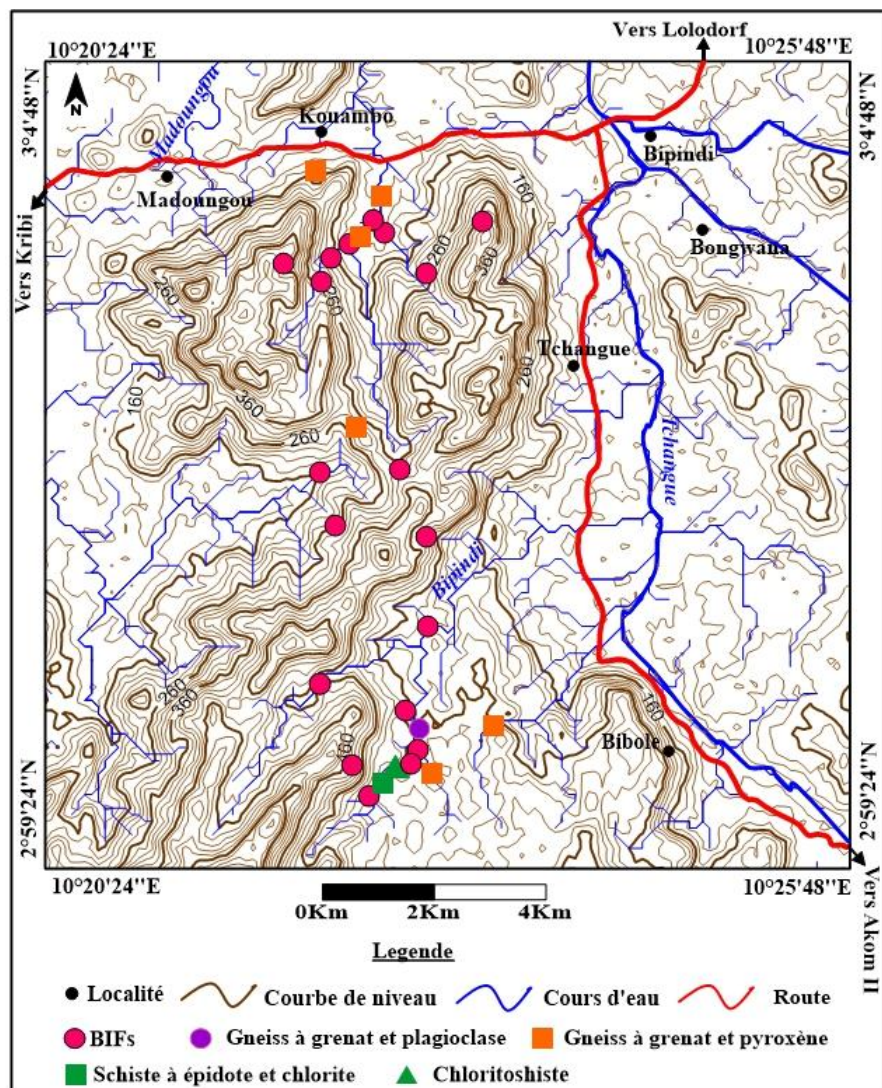 Vers Lolodorf
10°20'24''E
10°25'48''E
3°4'48''N
3°4'48''N
N
Madoungou
Kouambo
Bipindi
Madoungou
Vers Kribi
Bongwana
160
260
360
260
260
Tchangue
260
360
160
260
Tchangue
Bipindi
260
360
160
Bibole
260
2°59'24''N
2°59'24''N
10°20'24''E
10°25'48''E
Vers Akom II
0Km 2Km 4Km
Legende
Localité Courbe de niveau Cours d'eau Route
BIFs Gneiss à grenat et plagioclase Gneiss à grenat et pyroxène
Schiste à épidote et chlorite Chloritoshiste